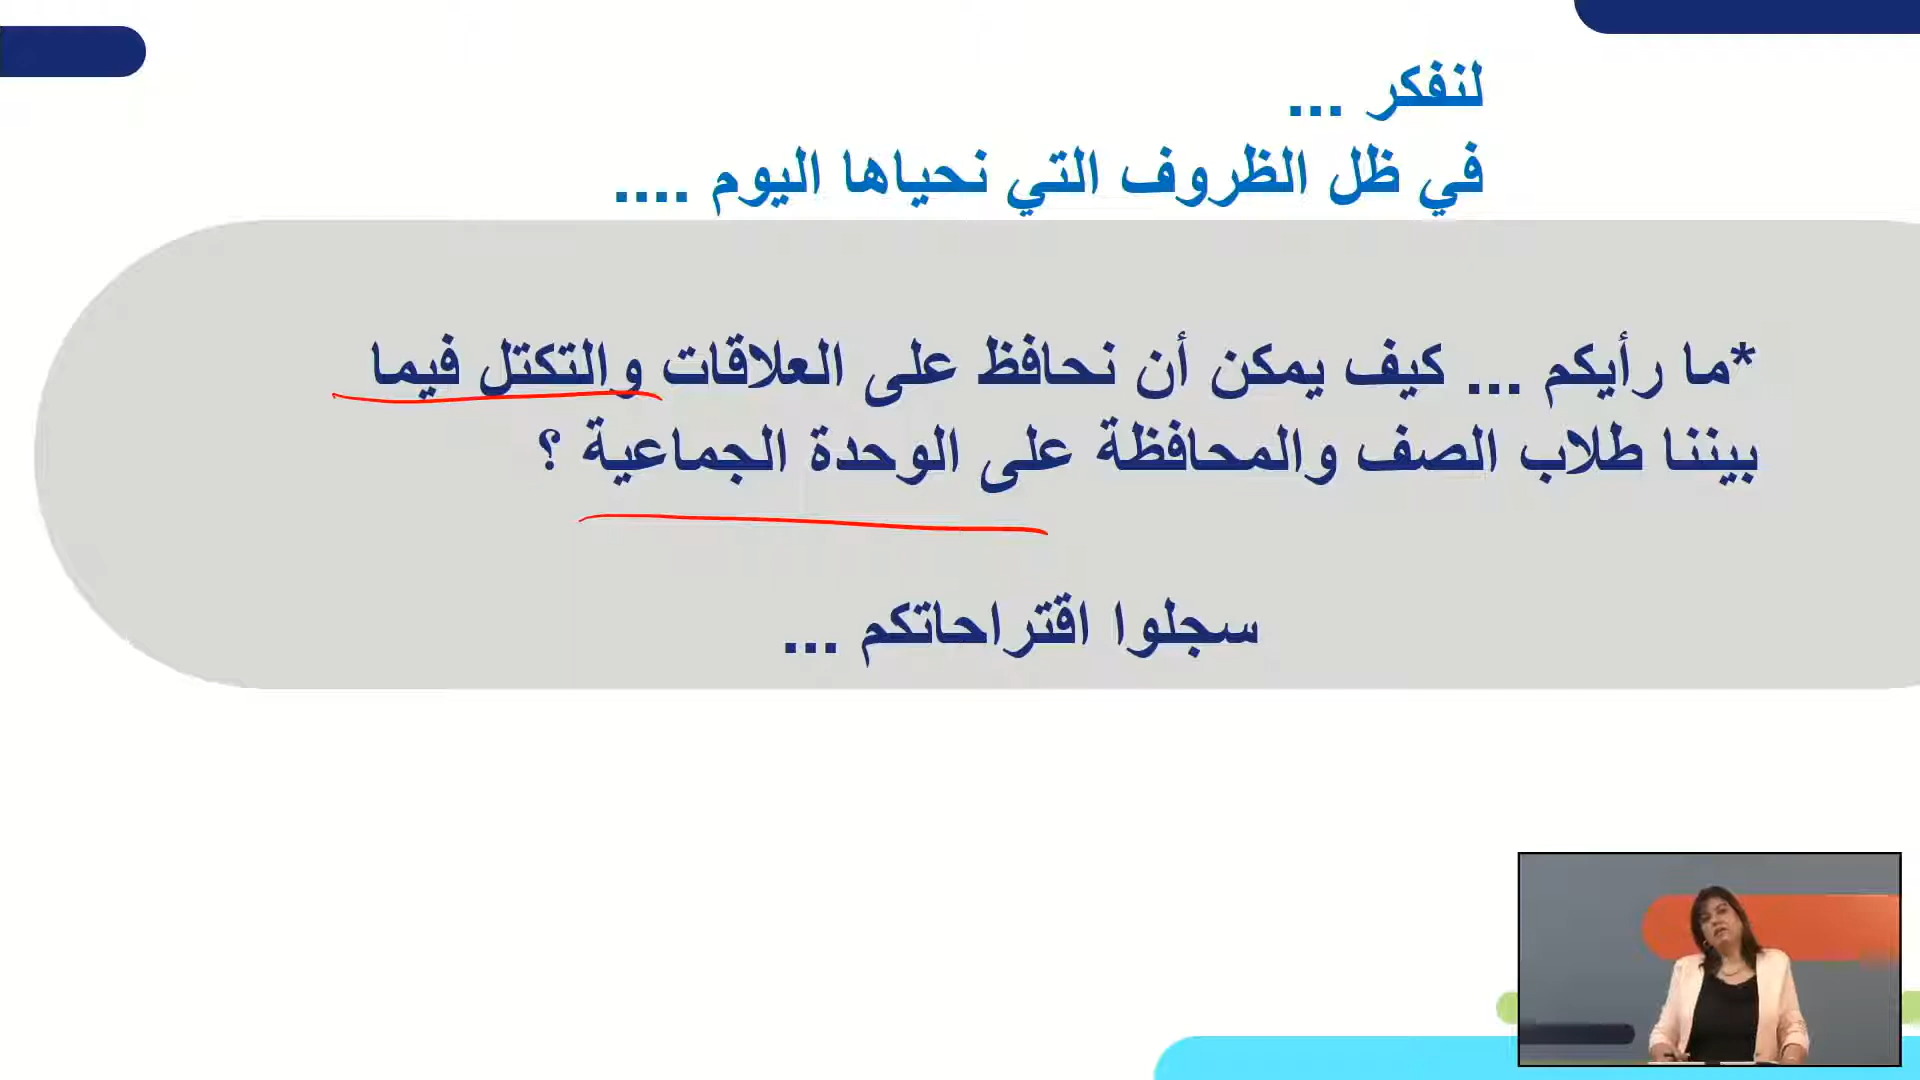 لنفكر ...
في ظل الظروف التي نحياها اليوم ....
*ما رأيكم ... كيف يمكن أن نحافظ على العلاقات والتكتل فيما
بيننا طلاب الصف والمحافظة على الوحدة الجماعية ؟
سجلوا اقتراحاتكم ...